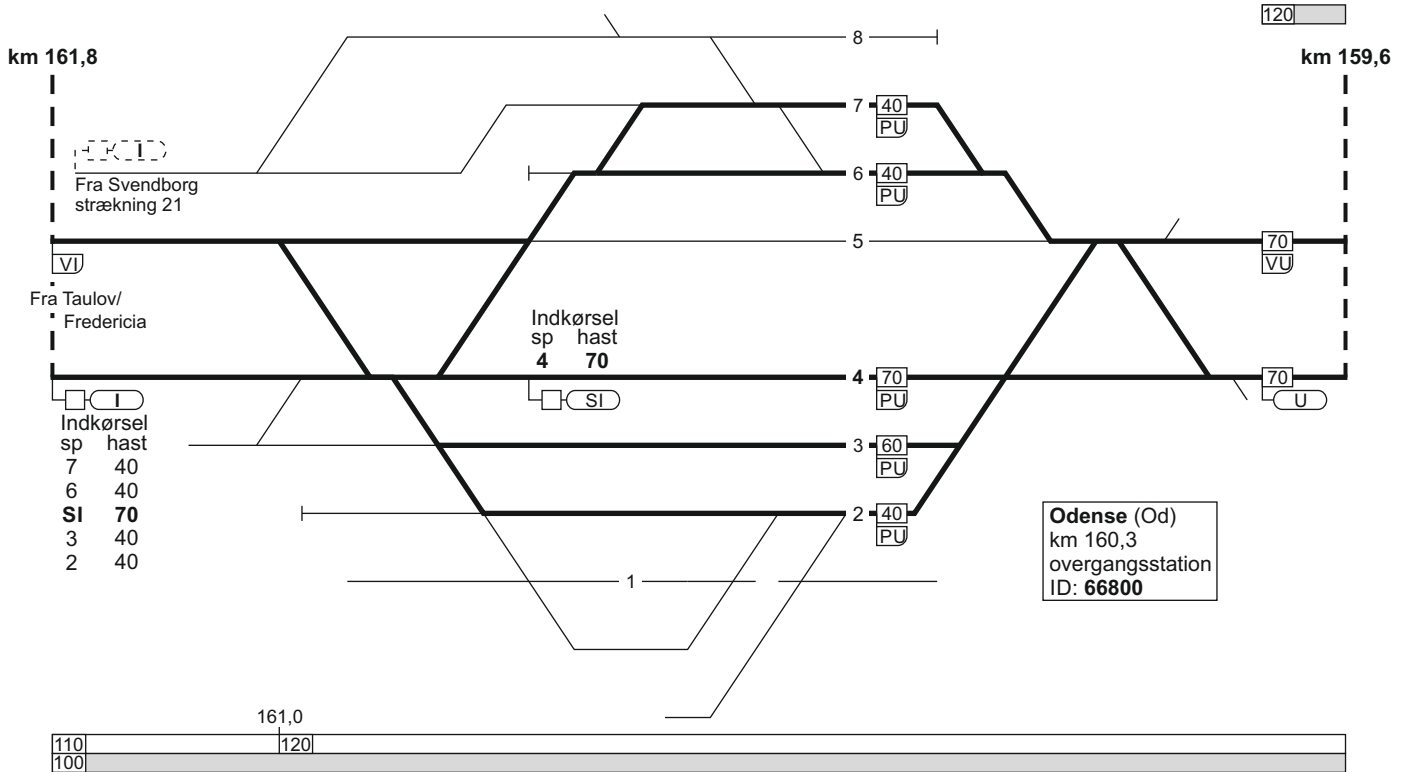 120
8
km 161,8
km 159,6
7 40
PU
I
6 40
PU
Fra Svendborg
strækning 21
5
70
VI
VU
Fra Taulov/
Fredericia
Indkørsel
sp hast
4 70
4 70
70
I
SI
PU
U
Indkørsel
sp hast
7 40
6 40
SI 70
3 40
2 40
3 60
PU
2 40
PU
Odense (Od)
km 160,3
overgangsstation
ID: 66800
1
161,0
110 120
100